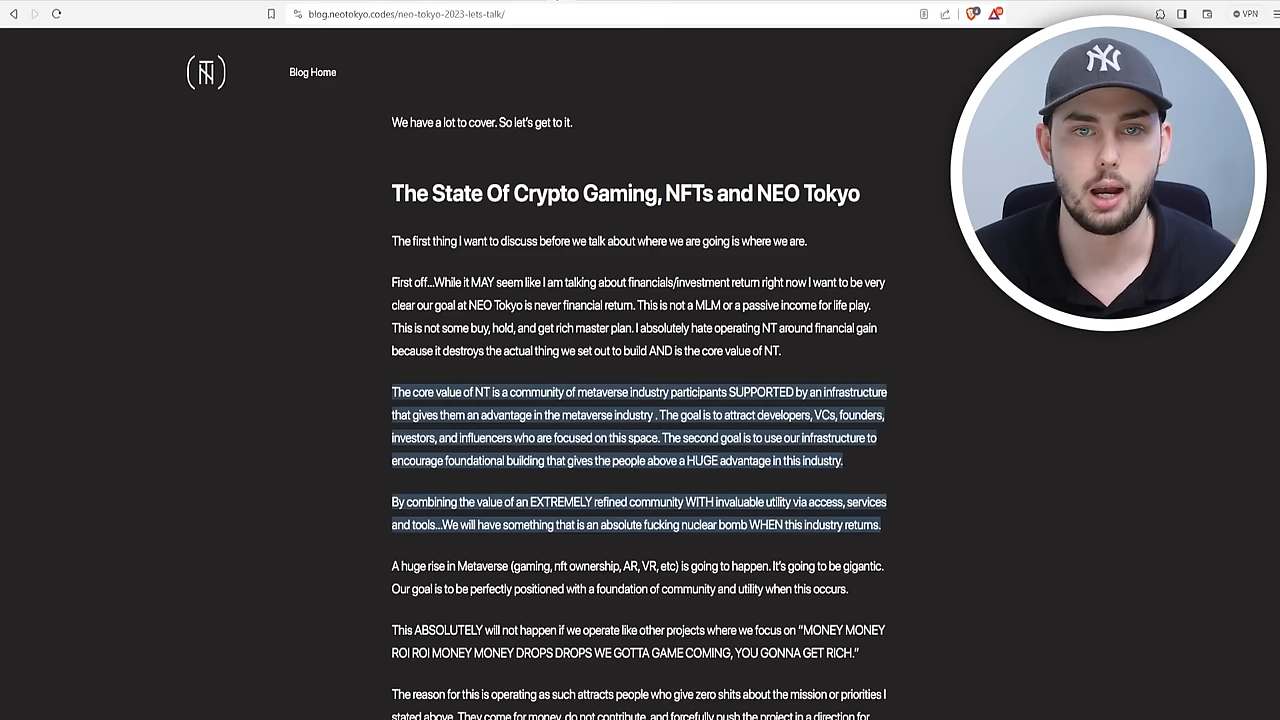 blog.neotokyo.codes/neo-tokyo-2023-lets-talk/
VPN
Blog Home
We have a lot to cover. So let's get to it.
The State Of Crypto Gaming, NFTs and NEO Tokyo
The first thing I want to discuss before we talk about where we are going is where we are.
First off...While it MAY seem like I am talking about financials/investment return right now I want to be very
clear our goal at NEO Tokyo is never financial return. This is not a MLM or a passive income for life play.
This is not some buy, hold, and get rich master plan. I absolutely hate operating NT around financial gain
because it destroys the actual thing we set out to build AND is the core value of NT.
The core value of NT is a community of metaverse industry participants SUPPORTED by an infrastructure
that gives them an advantage in the metaverse industry . The goal is to attract developers, VCs, founders,
investors, and influencers who are focused on this space. The second goal is to use our infrastructure to
encourage foundational building that gives the people above a HUGE advantage in this industry.
By combining the value of an EXTREMELY refined community WITH invaluable utility via access, services
and tools...We will have something that is an absolute fucking nuclear bomb WHEN this industry returns.
A huge rise in Metaverse (gaming, nft ownership, AR, VR, etc) is going to happen. It's going to be gigantic.
Our goal is to be perfectly positioned with a foundation of community and utility when this occurs.
This ABSOLUTELY will not happen if we operate like other projects where we focus on "MONEY MONEY
ROI ROI MONEY MONEY DROPS DROPS WE GOTTA GAME COMING, YOU GONNA GET RICH."
The reason for this is operating as such attracts people who give zero shits about the mission or priorities I
stated above. They come for money, do not contribute, and forcefully push the project in a direction for